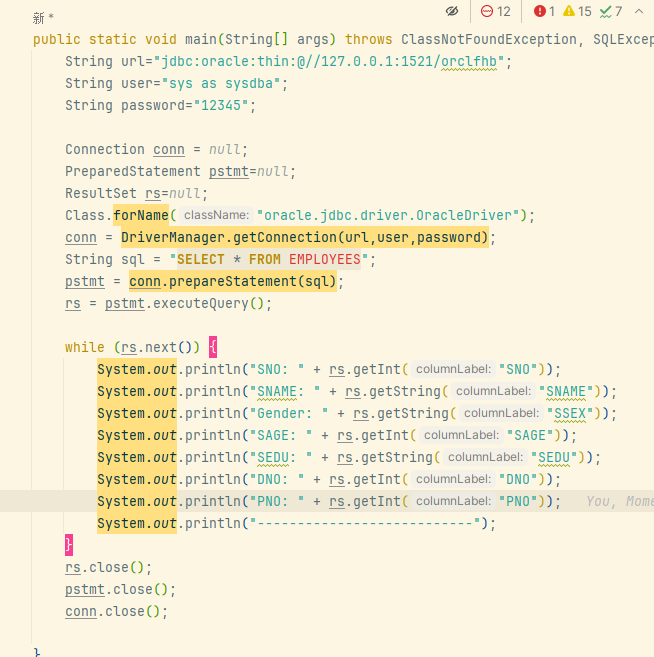 12 1 15 7
新 *
public static void main(String[] args) throws ClassNotFoundException, SQLExcep
String url="jdbc:oracle:thin:@//127.0.0.1:1521/orclfhb";
String user="sys as sysdba";
String password="12345";
Connection conn = null;
PreparedStatement pstmt=null;
ResultSet rs=null;
Class.forName( className: "oracle.jdbc.driver.OracleDriver");
conn = DriverManager.getConnection(url,user,password);
String sql = "SELECT * FROM EMPLOYEES";
pstmt = conn.prepareStatement(sql);
rs = pstmt.executeQuery();
while (rs.next()) {
System.out.println("SNO: " + rs.getInt( columnLabel: "SNO"));
System.out.println("SNAME: " + rs.getString( columnLabel: "SNAME"));
System.out.println("Gender: " + rs.getString( columnLabel: "SSEX"));
System.out.println("SAGE: " + rs.getInt( columnLabel: "SAGE"));
System.out.println("SEDU: " + rs.getString( columnLabel: "SEDU"));
System.out.println("DNO: " + rs.getInt( columnLabel: "DNO"));
System.out.println("PNO: " + rs.getInt( columnLabel: "PNO")); You, Mome
System.out.println("---------------------------");
}
rs.close();
pstmt.close();
conn.close();
}